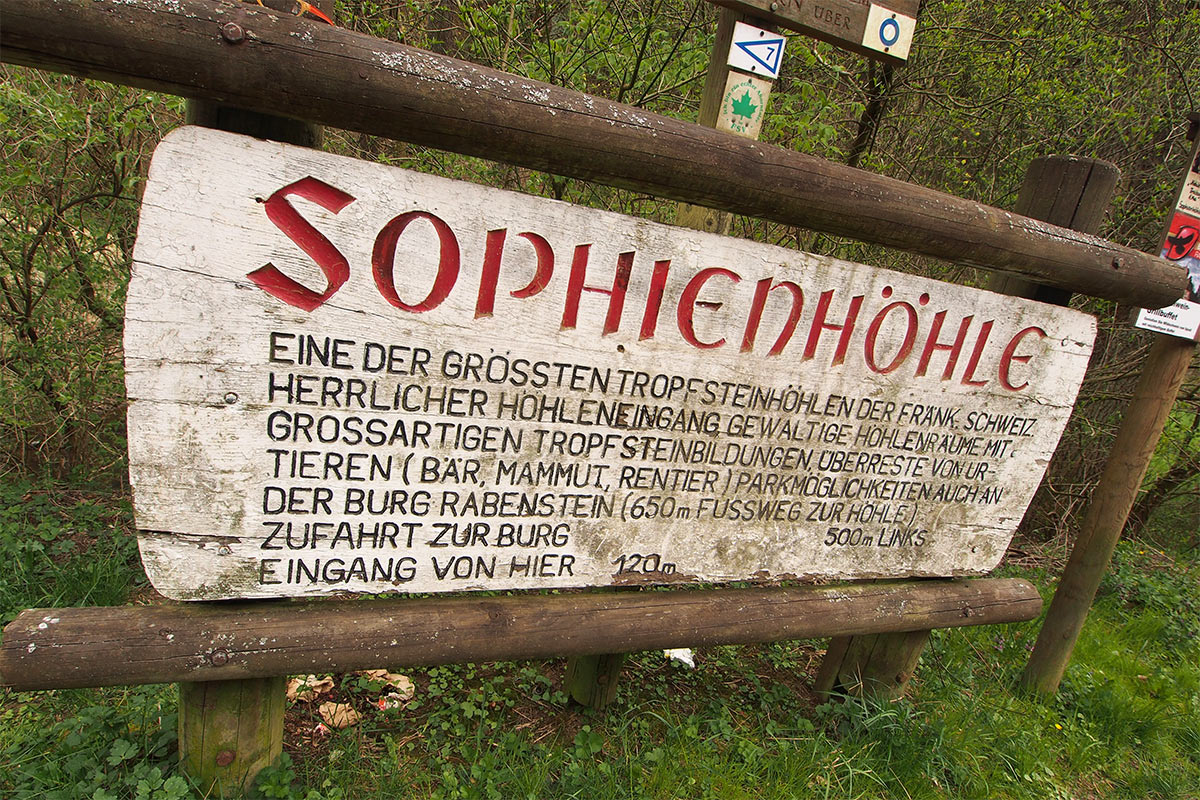 N ÜBER
7
SOPHIENHÖHLE
EINE DER GRÖSSTEN TROPFSTEINHÖHLEN DER FRÄNK. SCHWEIZ.
HERRLICHER HÖHLENEINGANG, GEWALTIGE HÖHLENRÄUME MIT
GROSSARTIGEN TROPFSTEINBILDUNGEN, ÜBERRESTE VON UR-
TIEREN (BÄR, MAMMUT, RENTIER) PARKMÖGLICHKEITEN AUCH AN
DER BURG RABENSTEIN (650m FUSSWEG ZUR HÖHLE).
ZUFAHRT ZUR BURG 500m LINKS
EINGANG VON HIER 120m